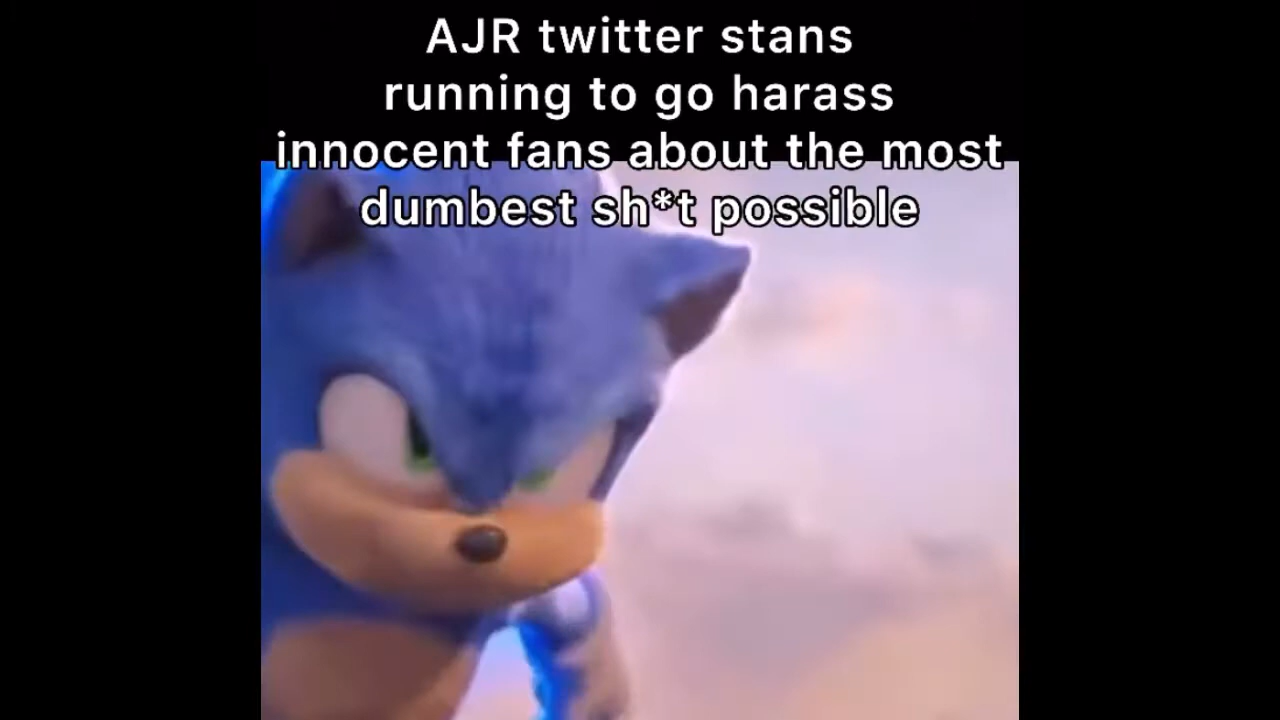 AJR twitter stans
running to go harass
innocent fans about the most
dumbest sh*t possible